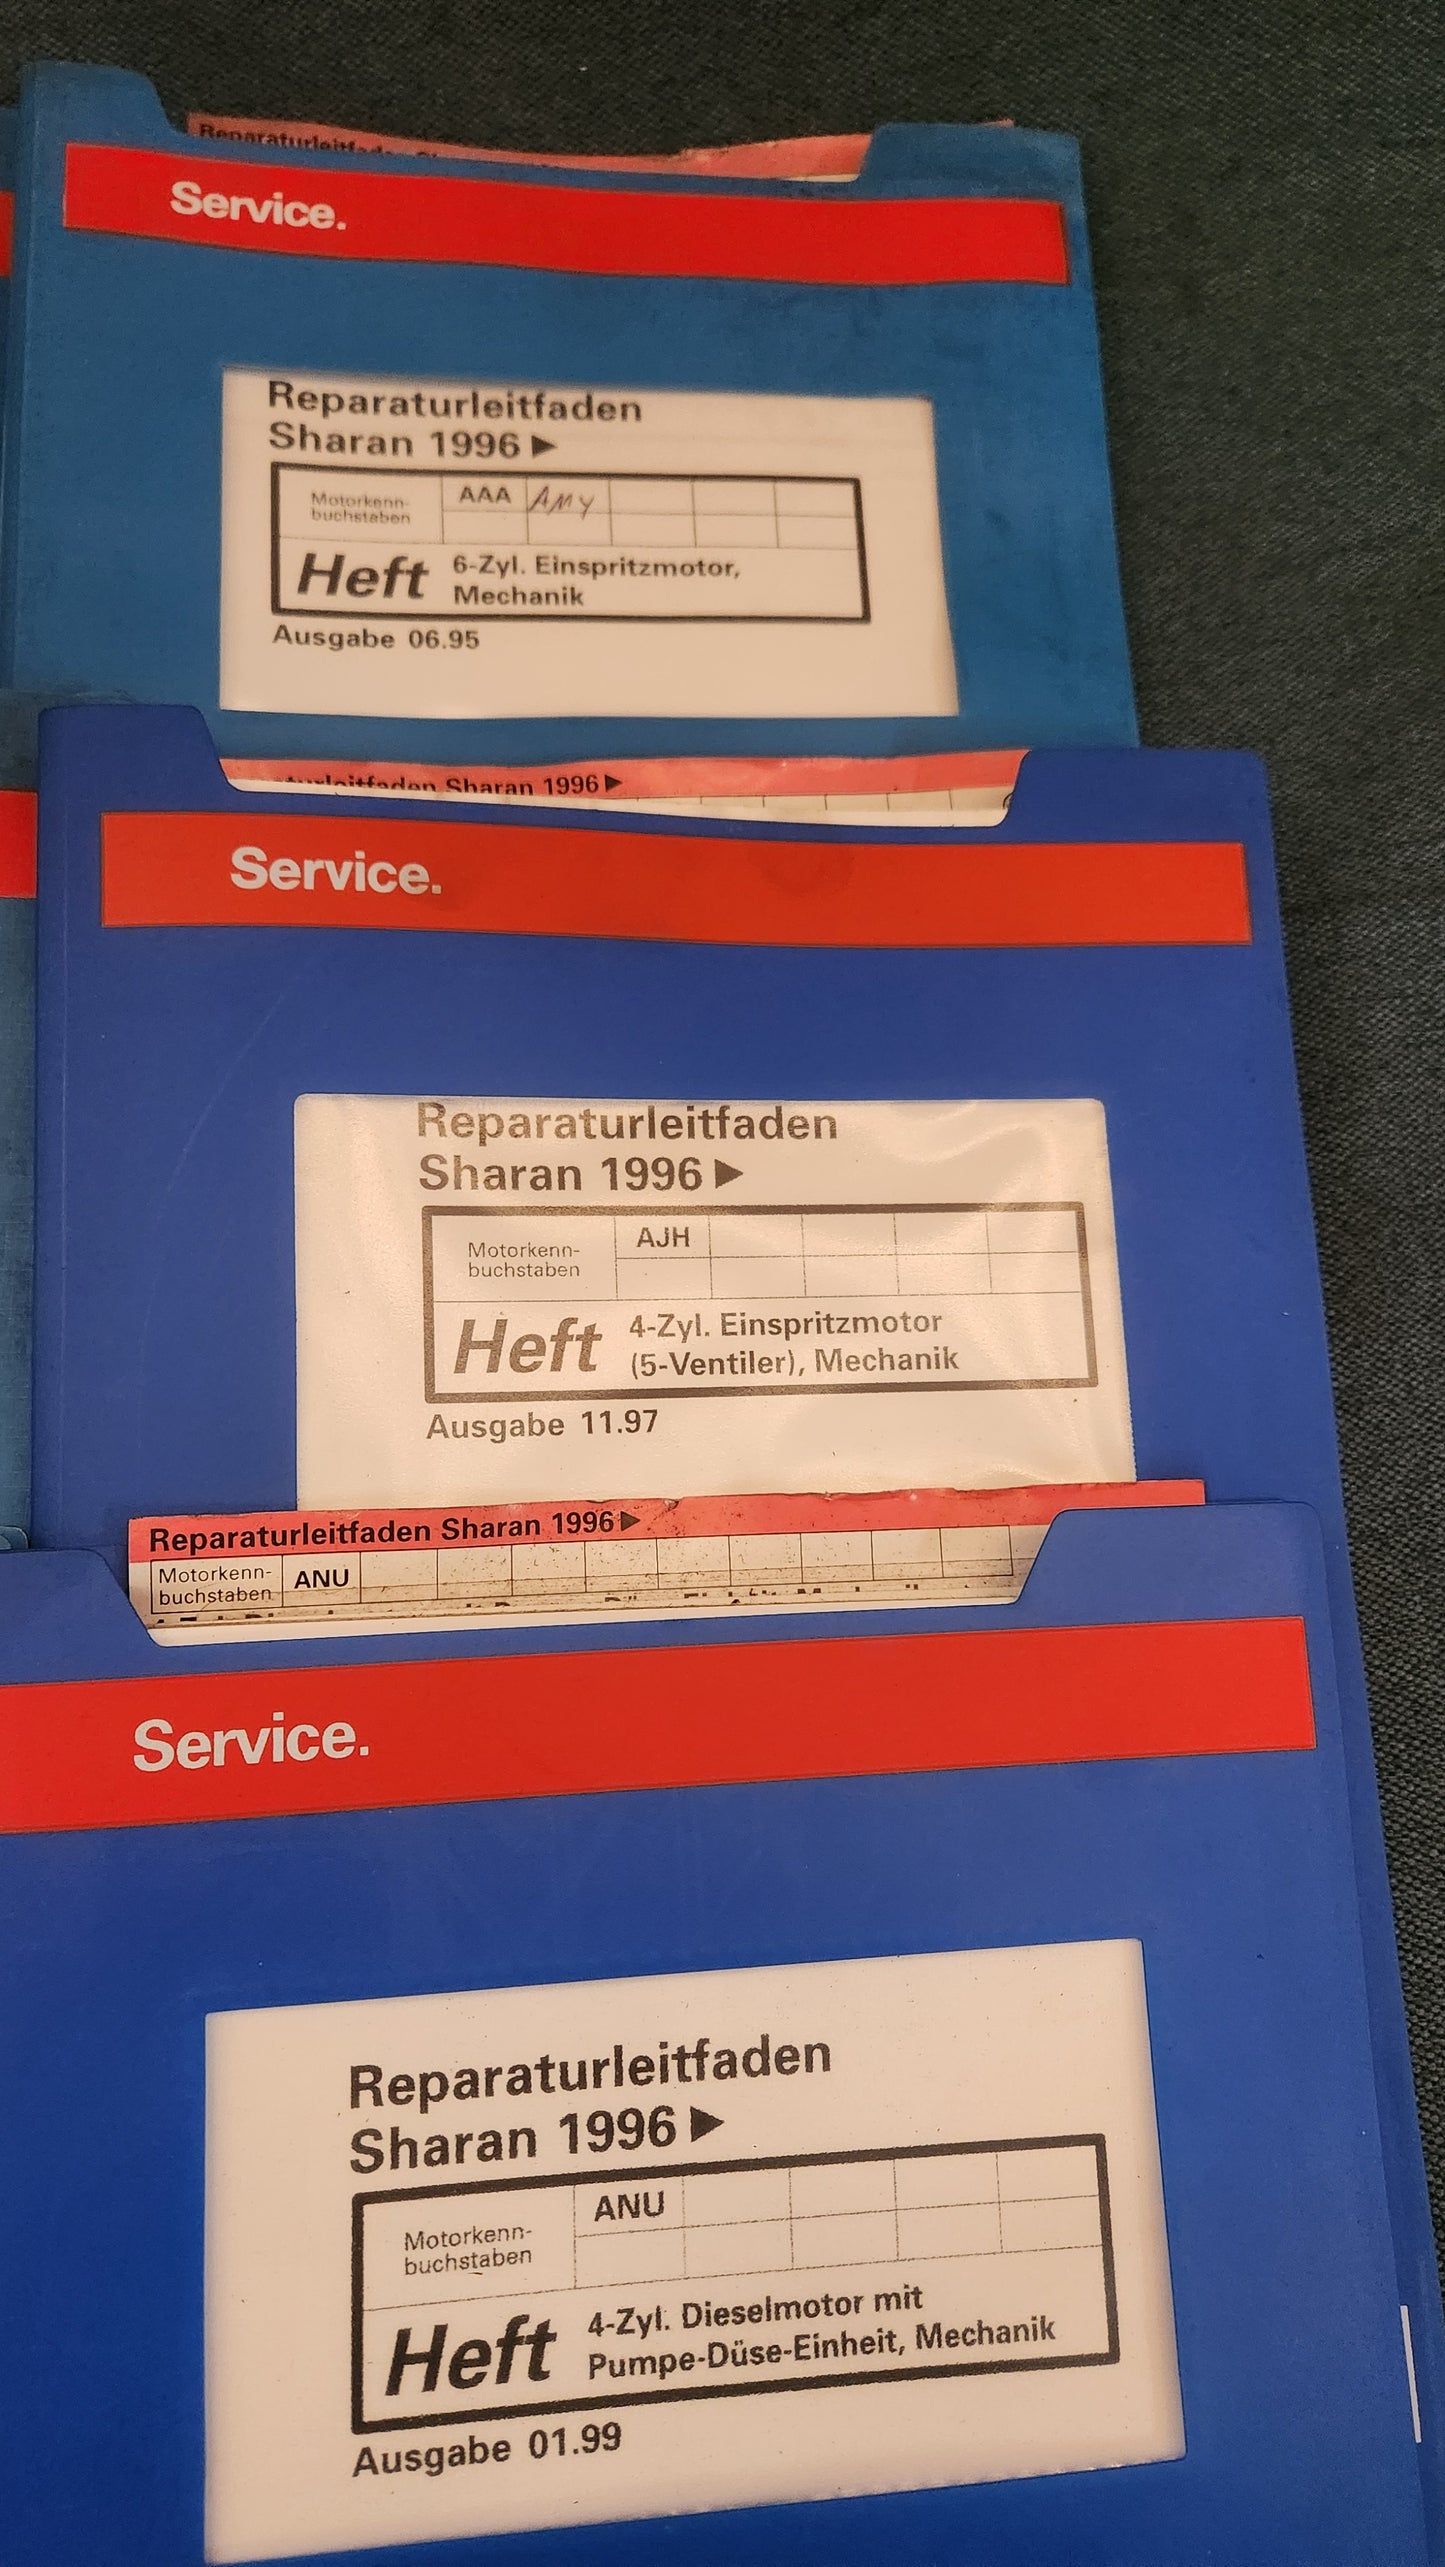 Reparaturleitfaden
Service.
Reparaturleitfaden
Sharan 1996 ►
Motorkenn-
buchstaben
AAA AMY
Heft
6-Zyl. Einspritzmotor,
Mechanik
Ausgabe 06.95
Sharan 1996 ►
Service.
Reparaturleitfaden
Sharan 1996 ►
Motorkenn-
buchstaben
AJH
Heft
4-Zyl. Einspritzmotor
(5-Ventiler), Mechanik
Ausgabe 11.97
Reparaturleitfaden Sharan 1996 ►
Motorkenn-
buchstaben
ANU
Service.
Reparaturleitfaden
Sharan 1996 ►
Motorkenn-
buchstaben
ANU
Heft
4-Zyl. Dieselmotor mit
Pumpe-Düse-Einheit, Mechanik
Ausgabe 01.99